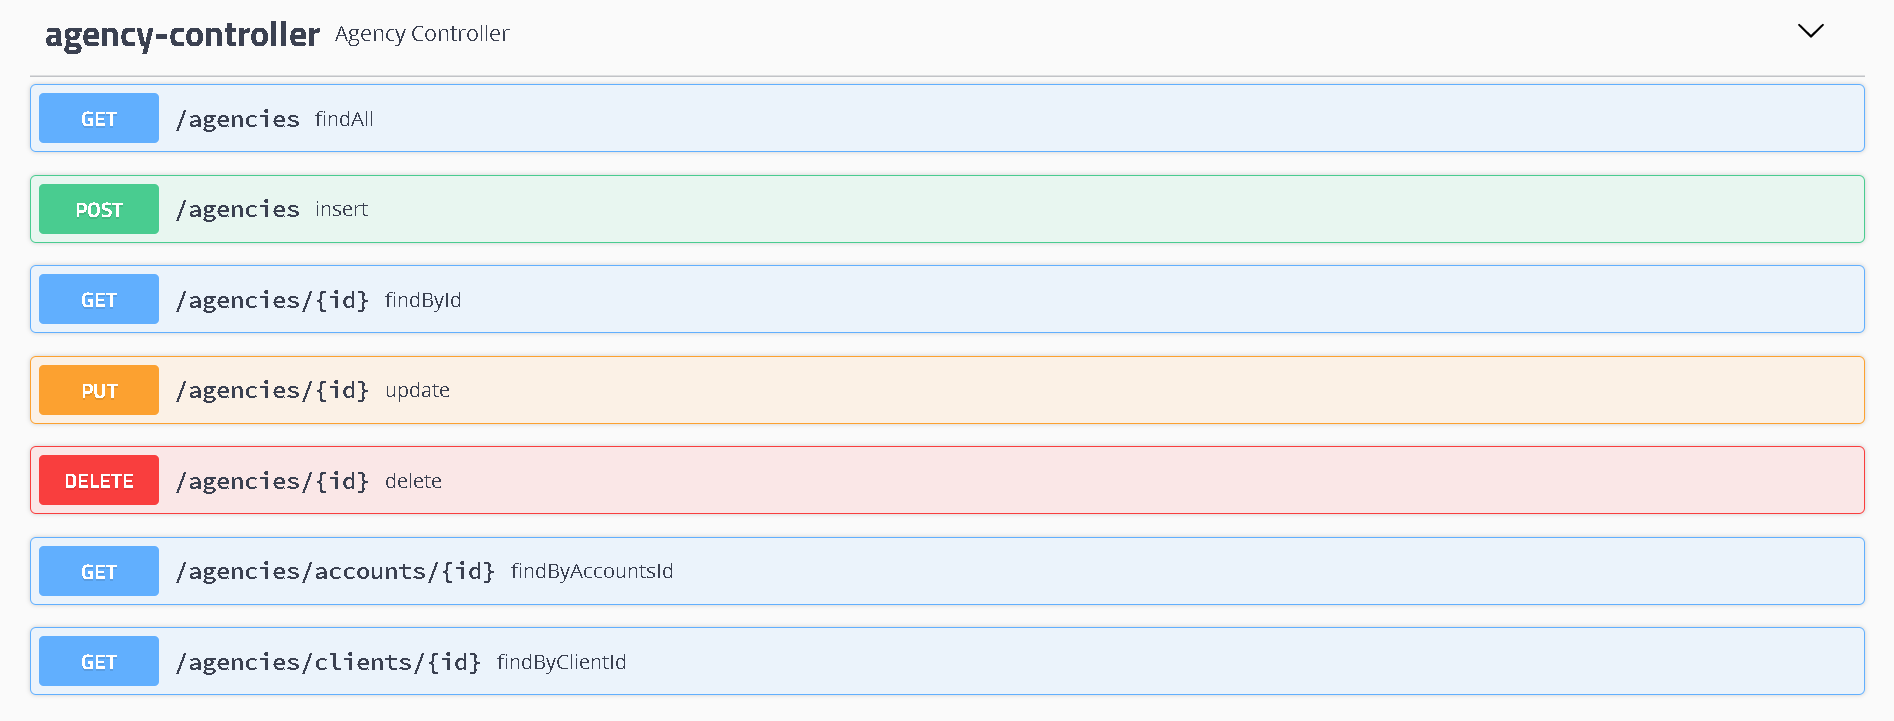 agency-controller Agency Controller
GET /agencies findAll
POST /agencies insert
GET /agencies/{id} findById
PUT /agencies/{id} update
DELETE /agencies/{id} delete
GET /agencies/accounts/{id} findByAccountsId
GET /agencies/clients/{id} findByClientId